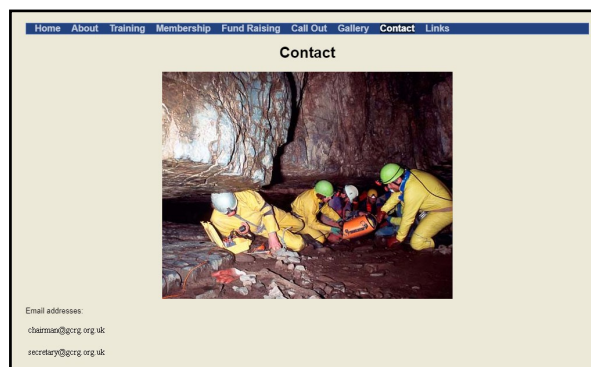 Home About Training Membership Fund Raising Call Out Gallery Contact Links
Contact
Email addresses:
chairman@gcrg.org.uk
secretary@gcrg.org.uk